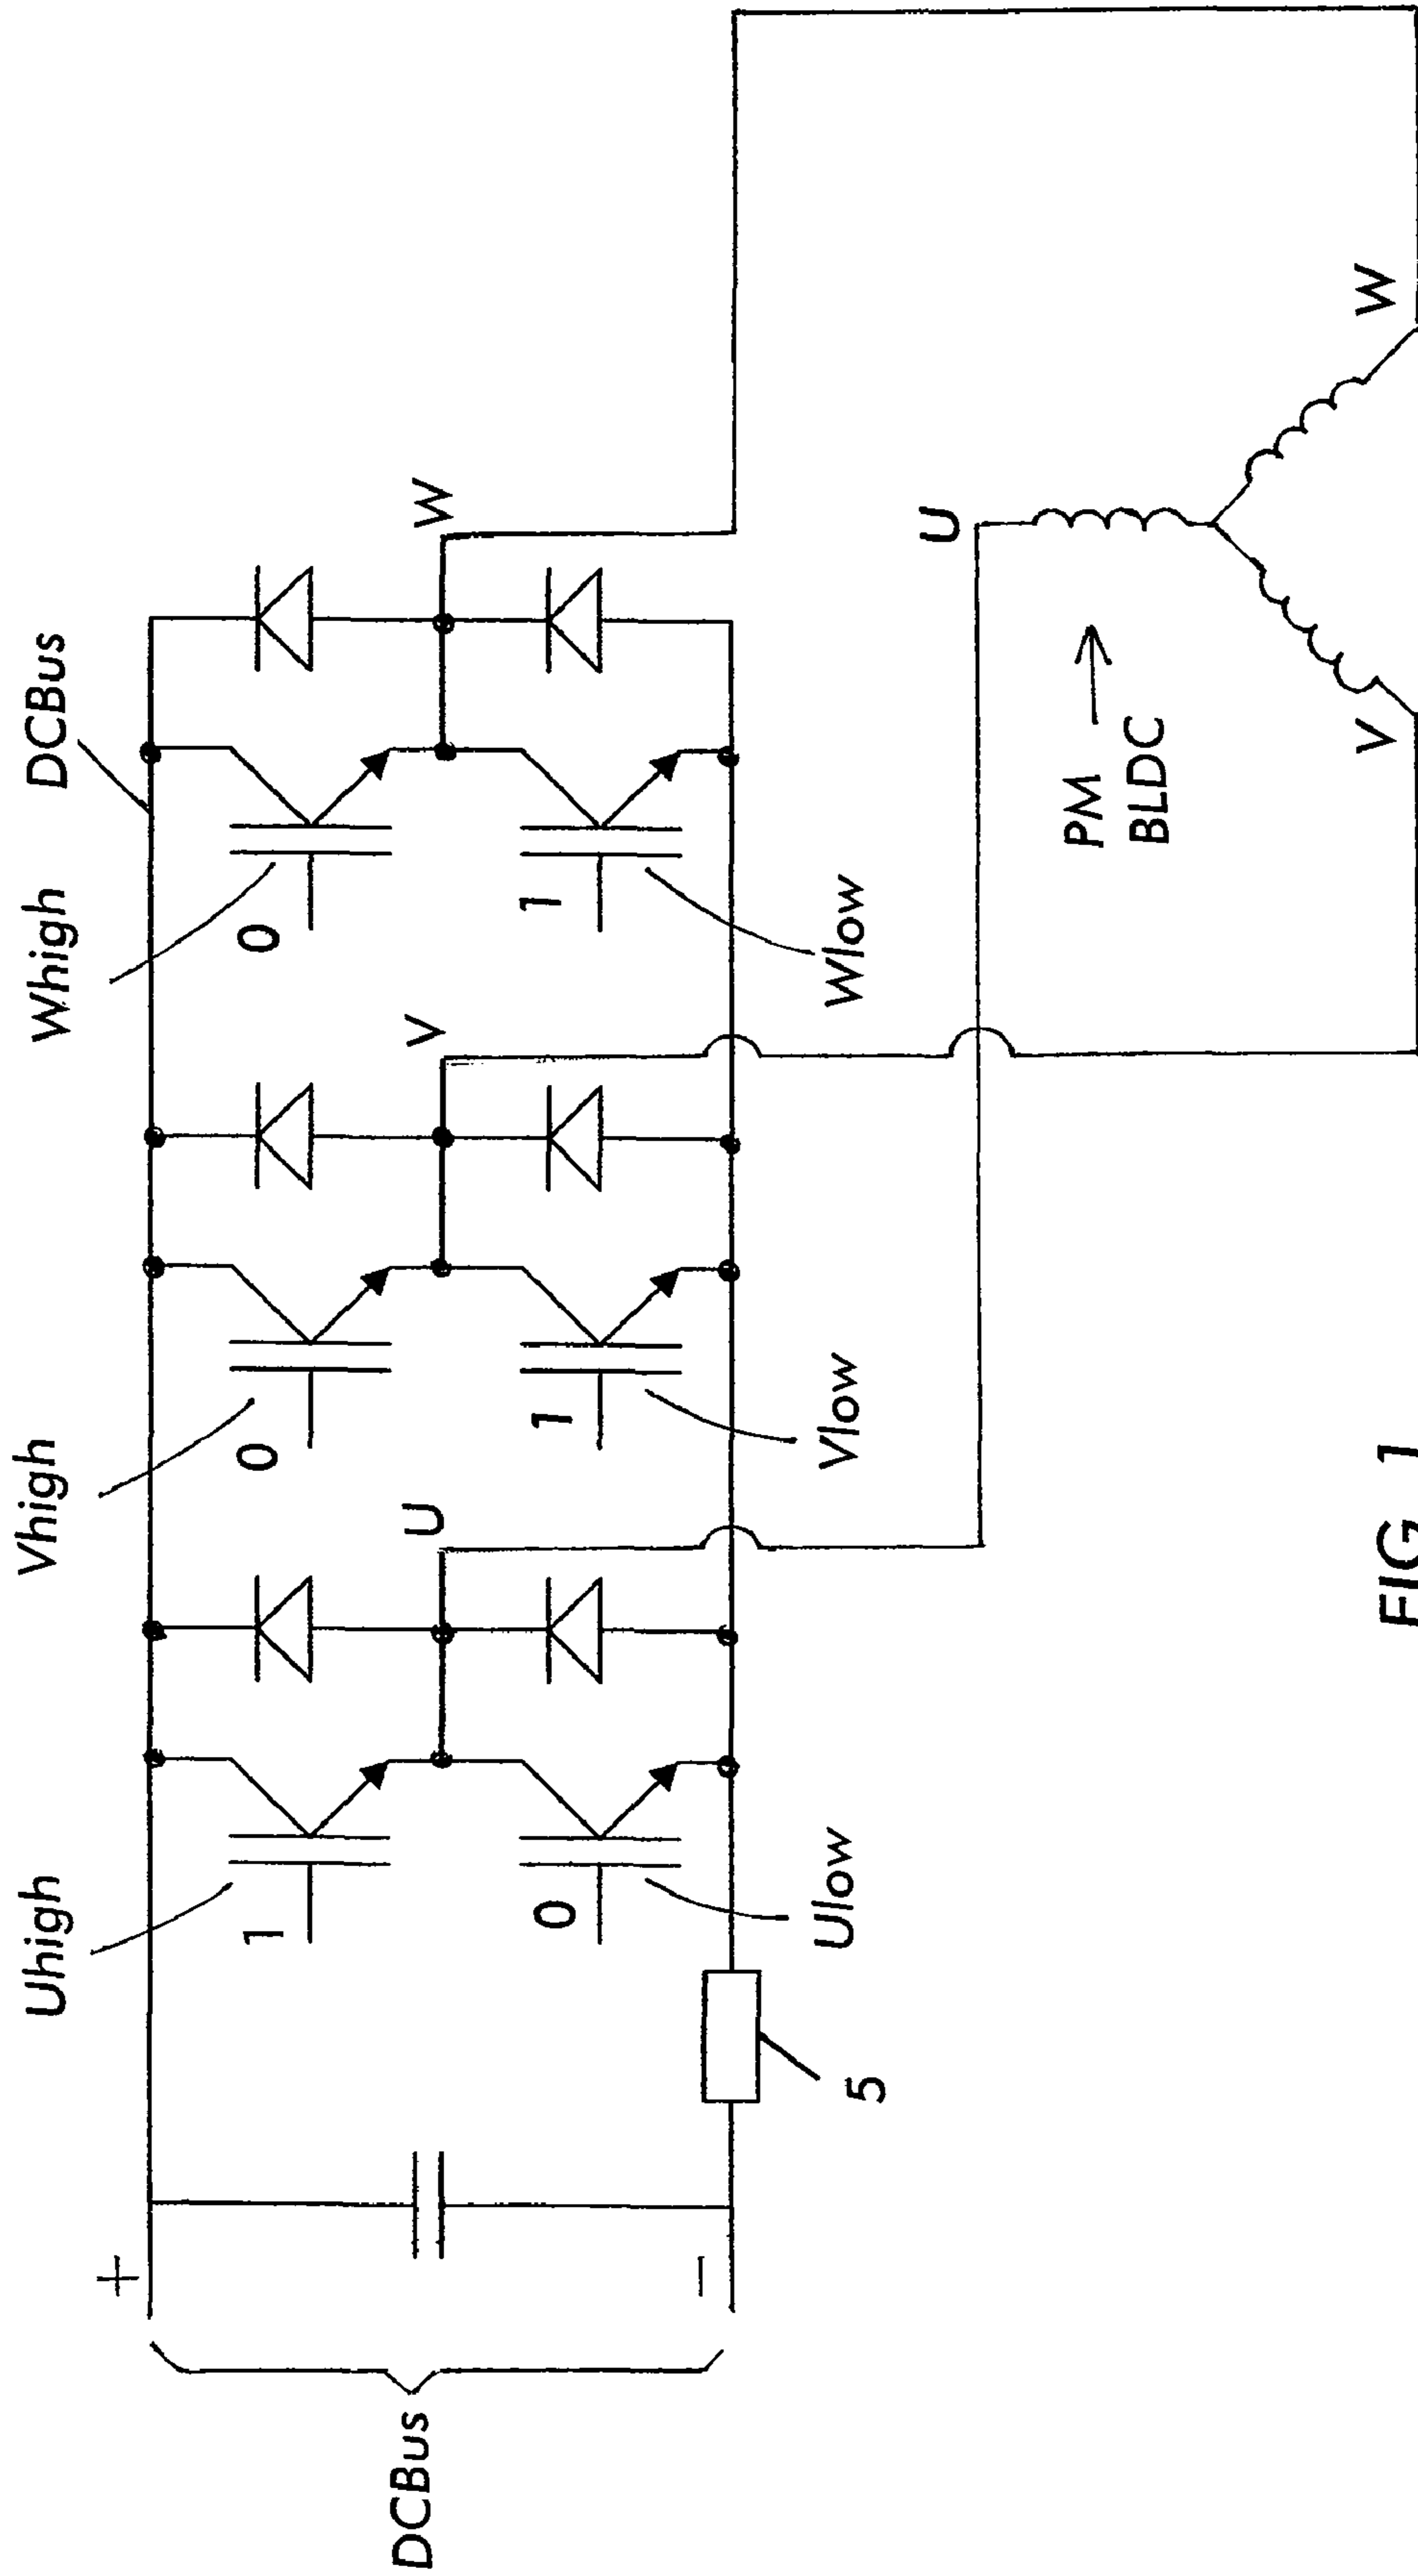 Uhigh
Vhigh
Whigh
DCBus
+
1
0
0
U
V
W
0
1
1
DCBus
−
5
Ulow
Vlow
Wlow
U
PM
BLDC
V
W
FIG 1